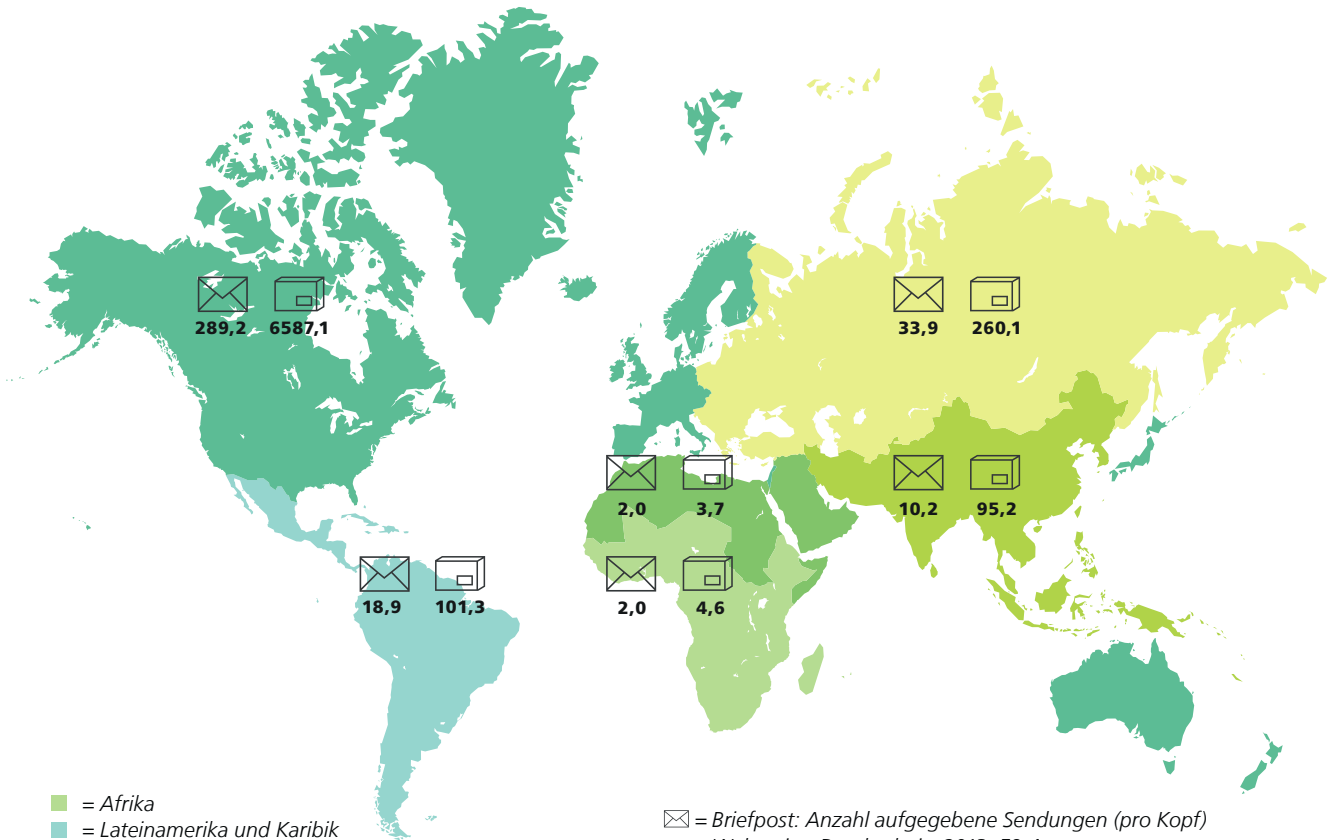 289,2 6587,1
33,9 260,1
2,0 3,7
10,2 95,2
18,9 101,3
2,0 4,6
= Afrika
= Lateinamerika und Karibik
= Briefpost: Anzahl aufgegebene Sendungen (pro Kopf)